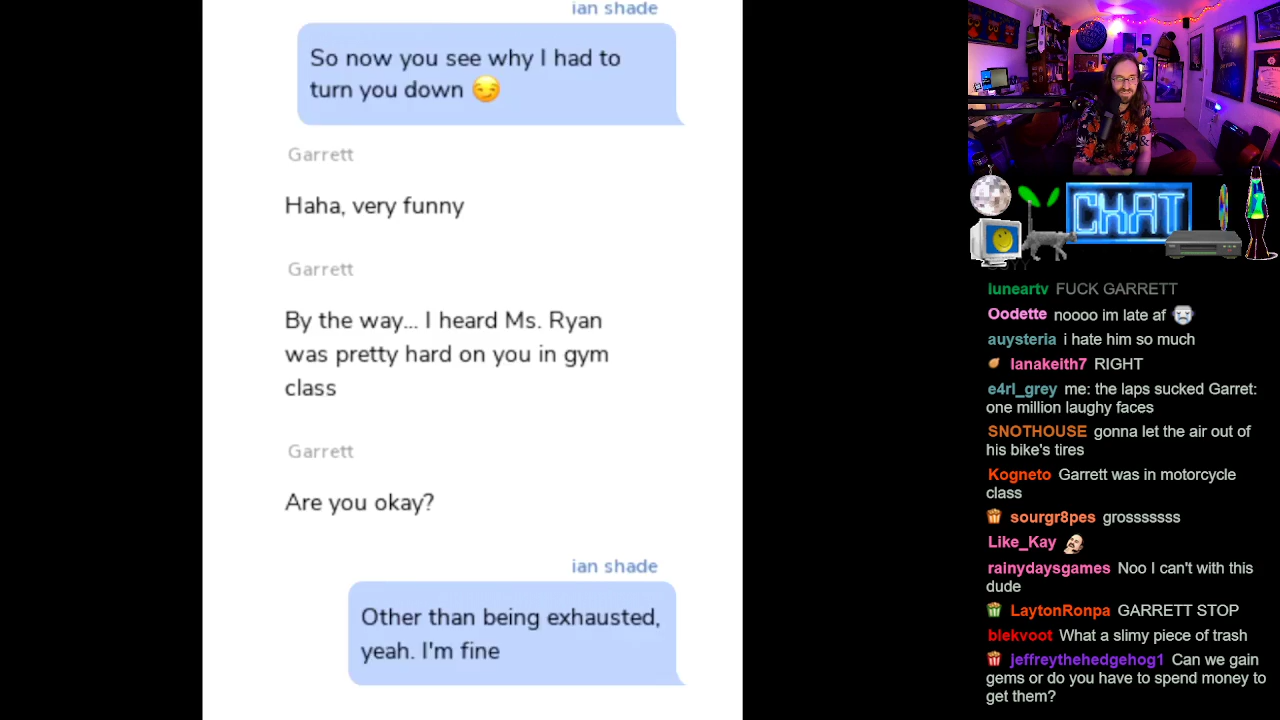 ian shade
So now you see why I had to
turn you down 😏
Garrett
Haha, very funny
Garrett
By the way... I heard Ms. Ryan
was pretty hard on you in gym
class
Garrett
Are you okay?
ian shade
Other than being exhausted,
yeah. I'm fine
CHAT
luneartv FUCK GARRETT
Oodette noooo im late af
auysteria i hate him so much
lanakeith7 RIGHT
e4rl_grey me: the laps sucked Garret:
one million laughy faces
SNOTHOUSE gonna let the air out of
his bike's tires
Kogneto Garrett was in motorcycle
class
sourgr8pes grosssssss
Like_Kay
rainydaysgames Noo I can't with this
dude
LaytonRonpa GARRETT STOP
blekvoot What a slimy piece of trash
jeffreythehedgehog1 Can we gain
gems or do you have to spend money to
get them?